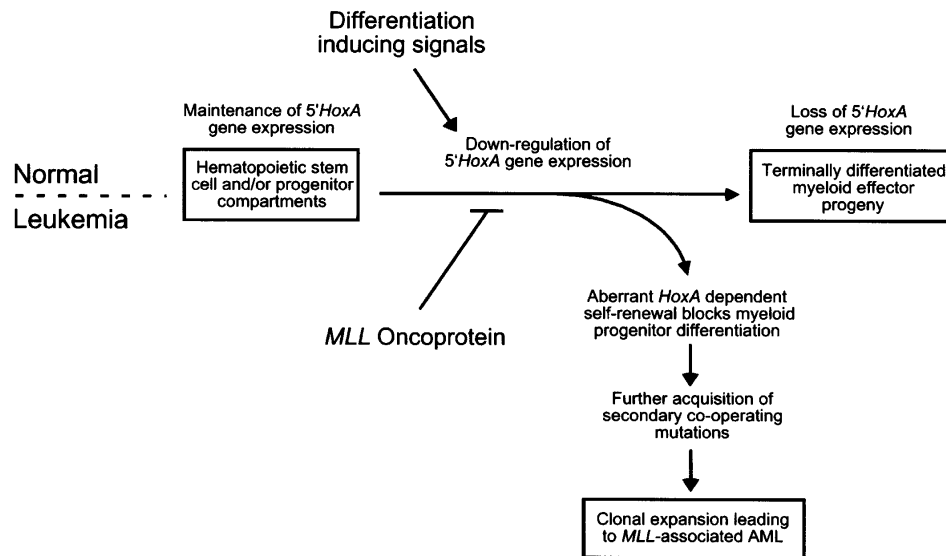 Differentiation
inducing signals
Maintenance of 5'HoxA
gene expression
Hematopoietic stem
cell and/or progenitor
compartments
Down-regulation of
5'HoxA gene expression
Loss of 5'HoxA
gene expression
Terminally differentiated
myeloid effector
progeny
Normal
Leukemia
MLL Oncoprotein
Aberrant HoxA dependent
self-renewal blocks myeloid
progenitor differentiation
Further acquisition of
secondary co-operating
mutations
Clonal expansion leading
to MLL-associated AML